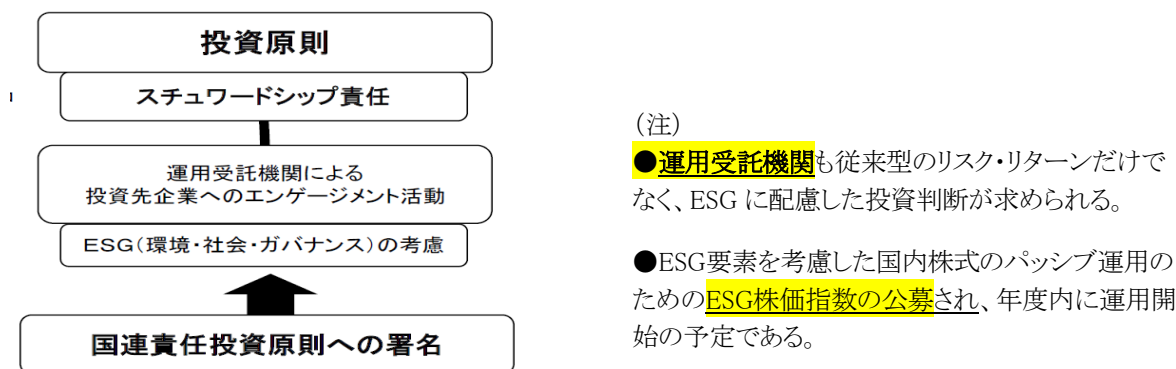 投資原則
スチュワードシップ責任
運用受託機関による
投資先企業へのエンゲージメント活動
ESG(環境・社会・ガバナンス)の考慮
国連責任投資原則への署名
(注)
●運用受託機関も従来型のリスク・リターンだけで
なく、ESG に配慮した投資判断が求められる。
●ESG要素を考慮した国内株式のパッシブ運用の
ためのESG株価指数の公募され、年度内に運用開
始の予定である。